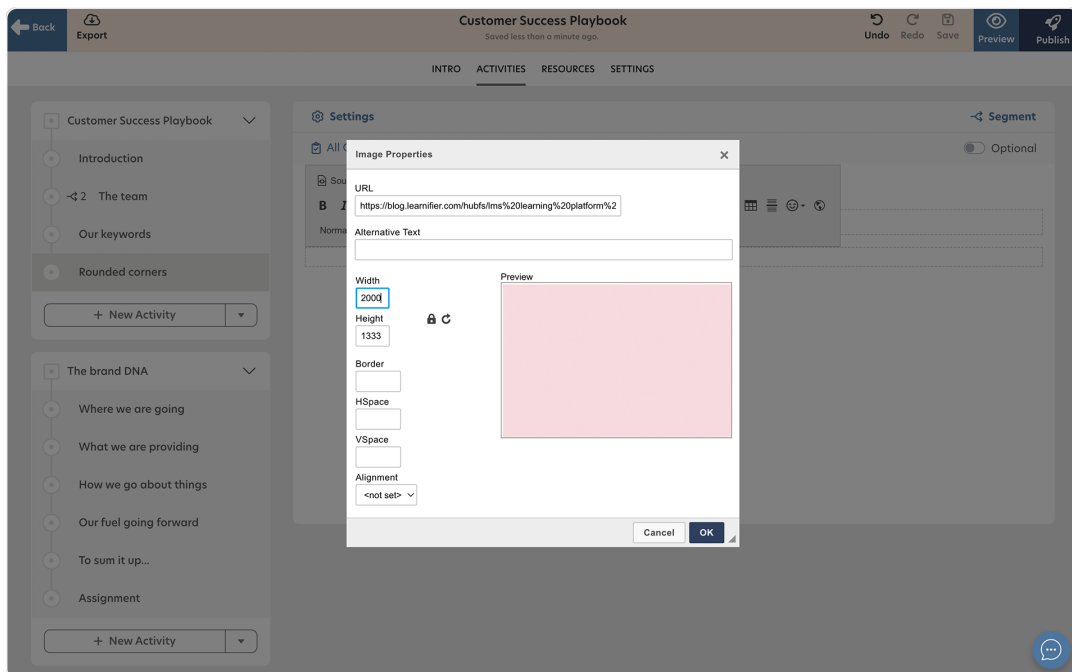 Back
Export
Customer Success Playbook
Saved less than a minute ago.
Undo
Redo
Save
Preview
Publish
INTRO
ACTIVITIES
RESOURCES
SETTINGS
Customer Success Playbook
Introduction
2 The team
Our keywords
Rounded corners
+ New Activity
The brand DNA
Where we are going
What we are providing
How we go about things
Our fuel going forward
To sum it up...
Assignment
+ New Activity
Settings
Segment
All
Optional
B
Image Properties
URL
https://blog.learnifier.com/hubfs/lms%20learning%20platform%2
Alternative Text
Width
2000
Height
1333
Border
HSpace
VSpace
Alignment
<not set>
Preview
Cancel
OK